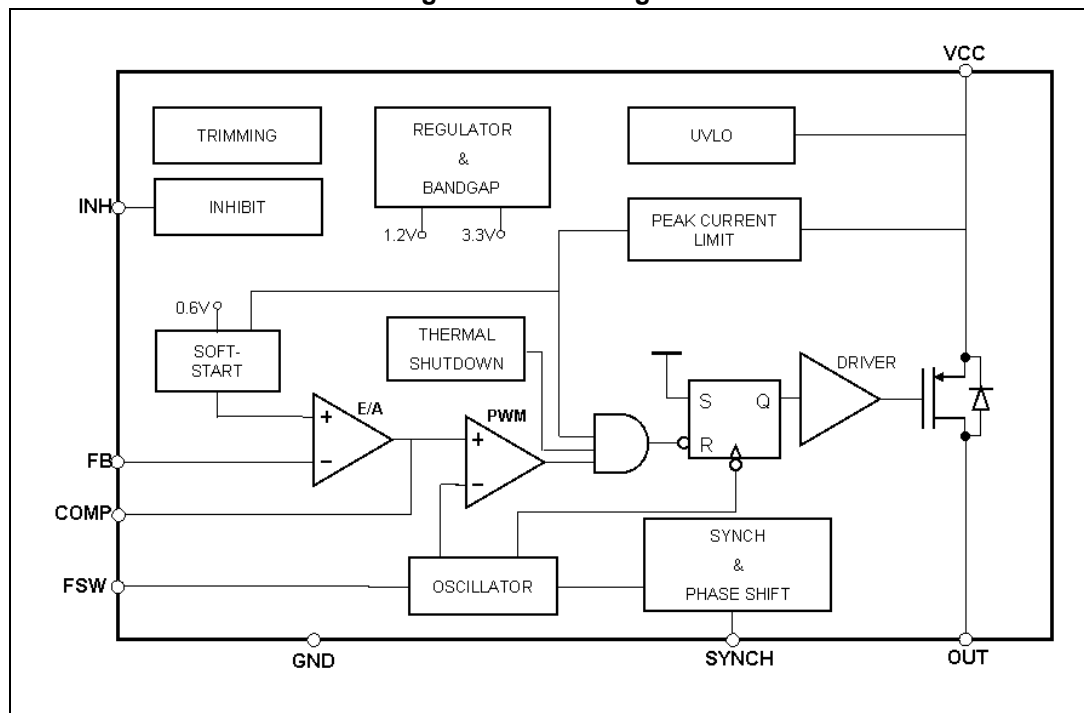 VCC
TRIMMING
REGULATOR
&
BANDGAP
UVLO
INH
INHIBIT
1.2V
3.3V
PEAK CURRENT
LIMIT
0.6V
SOFT-
START
THERMAL
SHUTDOWN
DRIVER
E/A
PWM
S
Q
R
+
−
+
−
FB
COMP
FSW
OSCILLATOR
SYNCH
&
PHASE SHIFT
GND
SYNCH
OUT